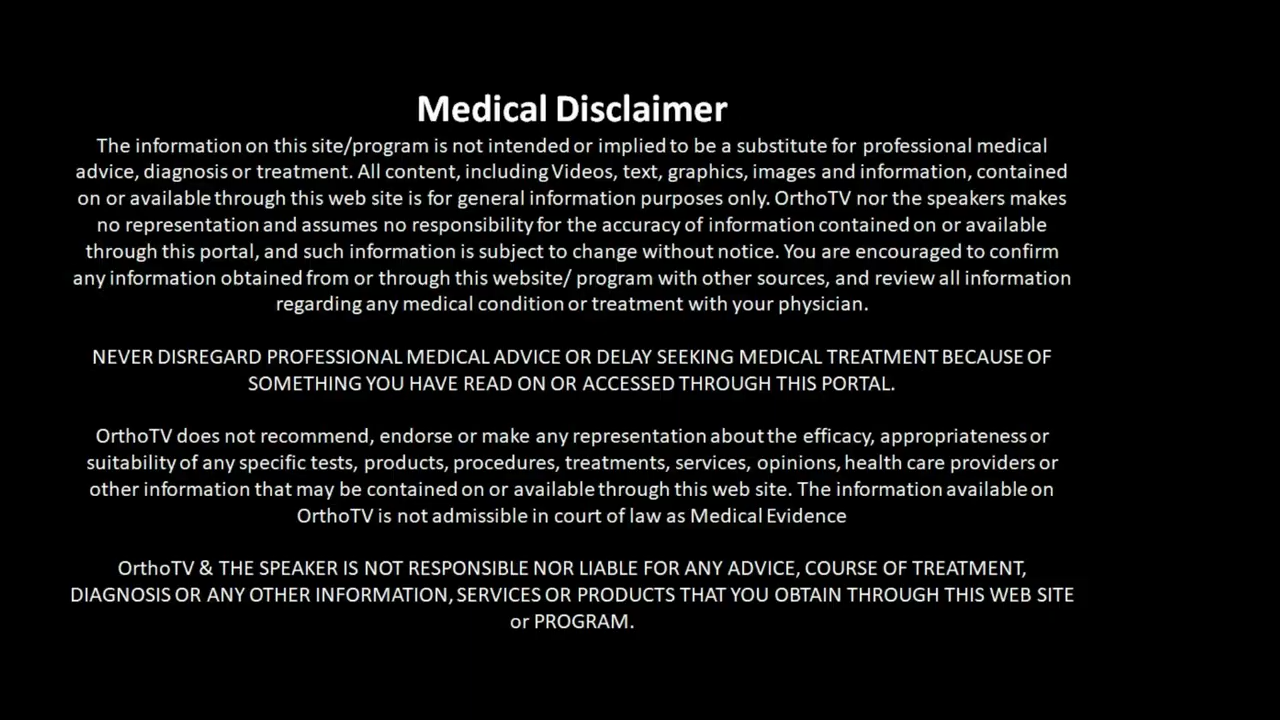 Medical Disclaimer
The information on this site/program is not intended or implied to be a substitute for professional medical
advice, diagnosis or treatment. All content, including Videos, text, graphics, images and information, contained
on or available through this web site is for general information purposes only. OrthoTV nor the speakers makes
no representation and assumes no responsibility for the accuracy of information contained on or available
through this portal, and such information is subject to change without notice. You are encouraged to confirm
any information obtained from or through this website/ program with other sources, and review all information
regarding any medical condition or treatment with your physician.
NEVER DISREGARD PROFESSIONAL MEDICAL ADVICE OR DELAY SEEKING MEDICAL TREATMENT BECAUSE OF
SOMETHING YOU HAVE READ ON OR ACCESSED THROUGH THIS PORTAL.
OrthoTV does not recommend, endorse or make any representation about the efficacy, appropriateness or
suitability of any specific tests, products, procedures, treatments, services, opinions, health care providers or
other information that may be contained on or available through this web site. The information available on
OrthoTV is not admissible in court of law as Medical Evidence
OrthoTV & THE SPEAKER IS NOT RESPONSIBLE NOR LIABLE FOR ANY ADVICE, COURSE OF TREATMENT,
DIAGNOSIS OR ANY OTHER INFORMATION, SERVICES OR PRODUCTS THAT YOU OBTAIN THROUGH THIS WEB SITE
or PROGRAM.